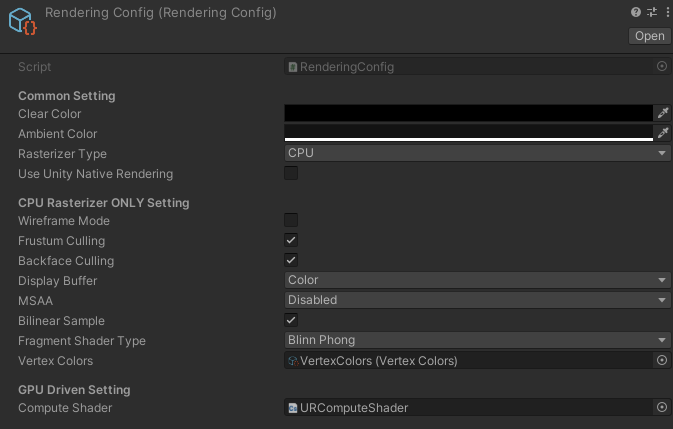 Rendering Config (Rendering Config)
Open
Script RenderingConfig
Common Setting
Clear Color
Ambient Color
Rasterizer Type CPU
Use Unity Native Rendering
CPU Rasterizer ONLY Setting
Wireframe Mode
Frustum Culling
Backface Culling
Display Buffer Color
MSAA Disabled
Bilinear Sample
Fragment Shader Type Blinn Phong
Vertex Colors VertexColors (Vertex Colors)
GPU Driven Setting
Compute Shader URComputeShader